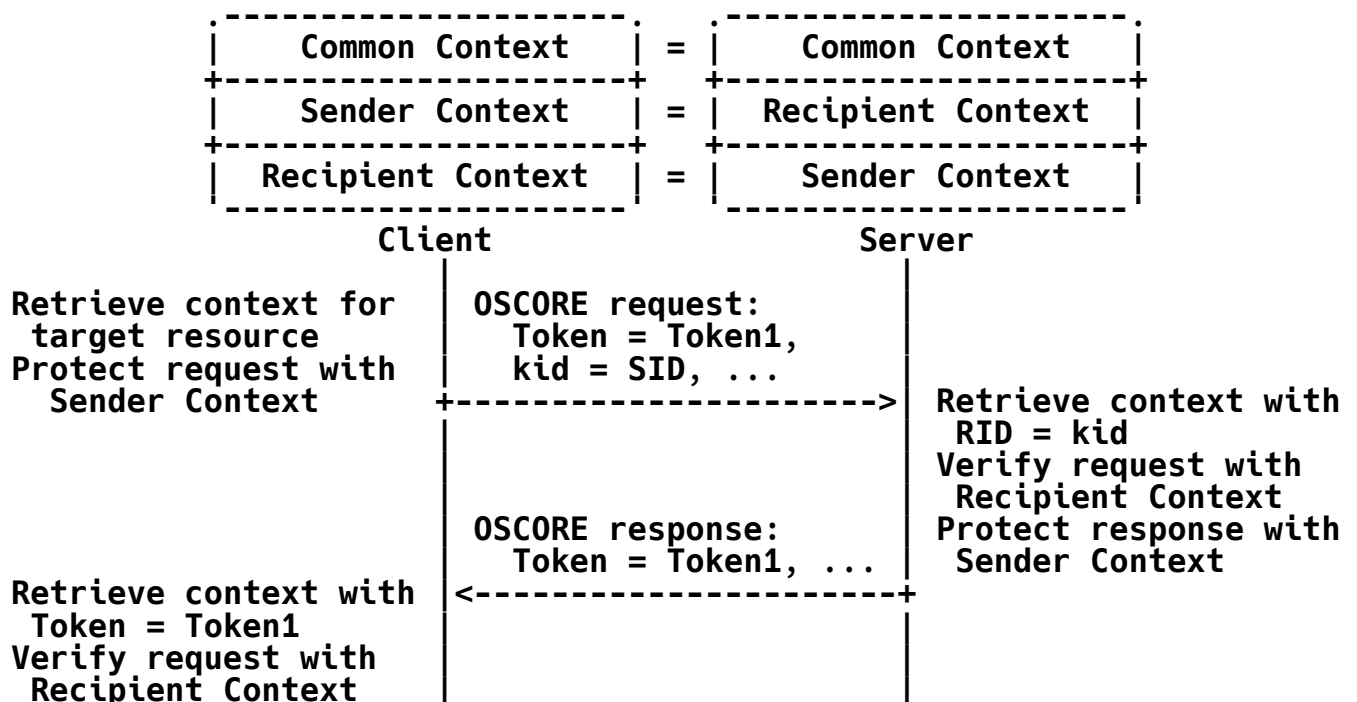 .---------------------. .---------------------.
|    Common Context   | = |    Common Context   |
+---------------------+   +---------------------+
|    Sender Context   | = |  Recipient Context  |
+---------------------+   +---------------------+
|  Recipient Context  | = |    Sender Context   |
'---------------------' '---------------------'
Client                   Server
|                       |
Retrieve context for  | OSCORE request:       |
target resource      |   Token = Token1,     |
Protect request with  |   kid = SID, ...      |
Sender Context      +---------------------->| Retrieve context with
|                       |  RID = kid
|                       | Verify request with
|                       |  Recipient Context
| OSCORE response:      | Protect response with
|   Token = Token1, ... |  Sender Context
Retrieve context with |<----------------------+
Token = Token1       |                       |
Verify request with   |                       |
Recipient Context    |                       |